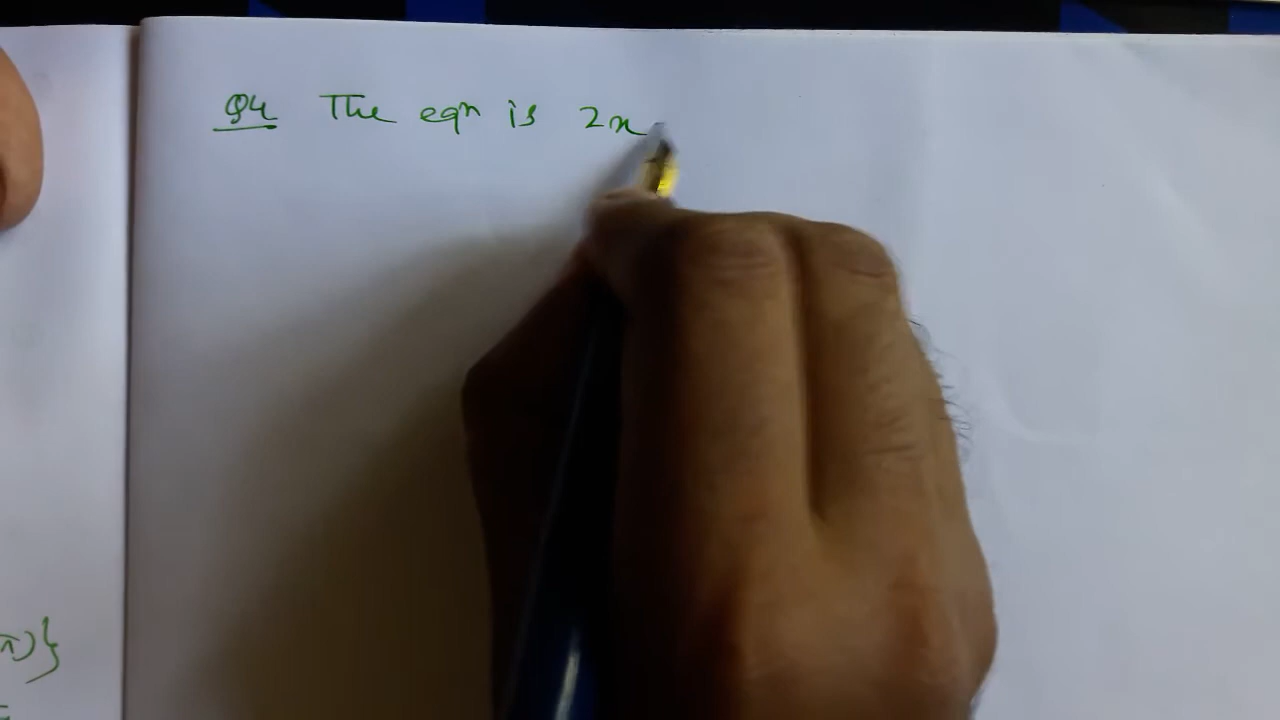 Q4 The eqn is 2x
x)}